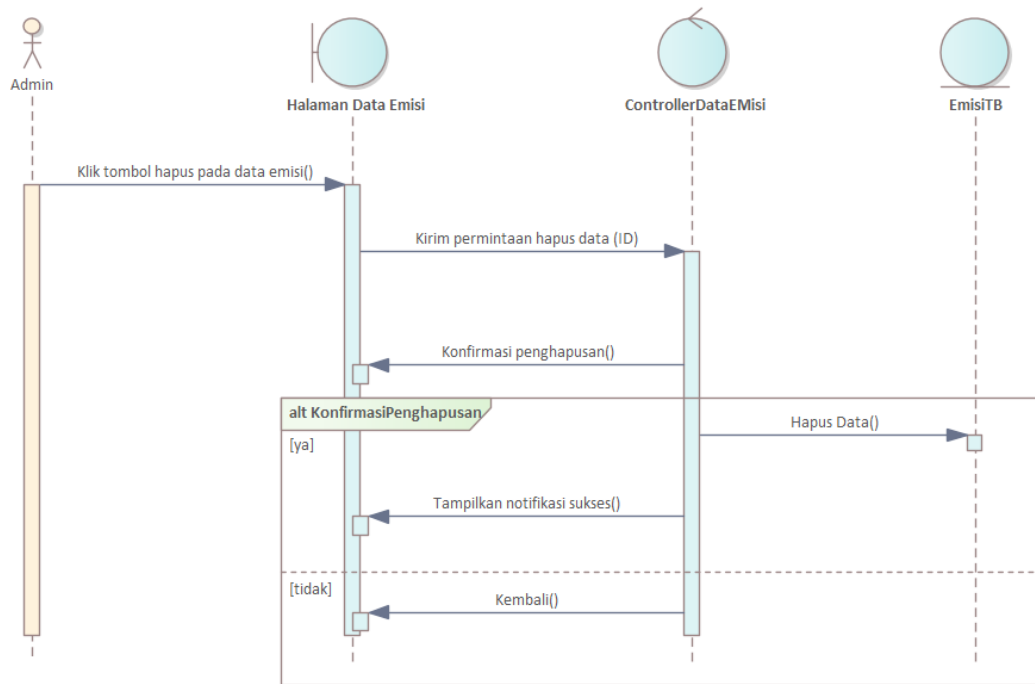 Admin
Halaman Data Emisi
ControllerDataEMisi
EmisiTB
Klik tombol hapus pada data emisi()
Kirim permintaan hapus data (ID)
Konfirmasi penghapusan()
alt KonfirmasiPenghapusan
Hapus Data()
[ya]
Tampilkan notifikasi sukses()
[tidak]
Kembali()